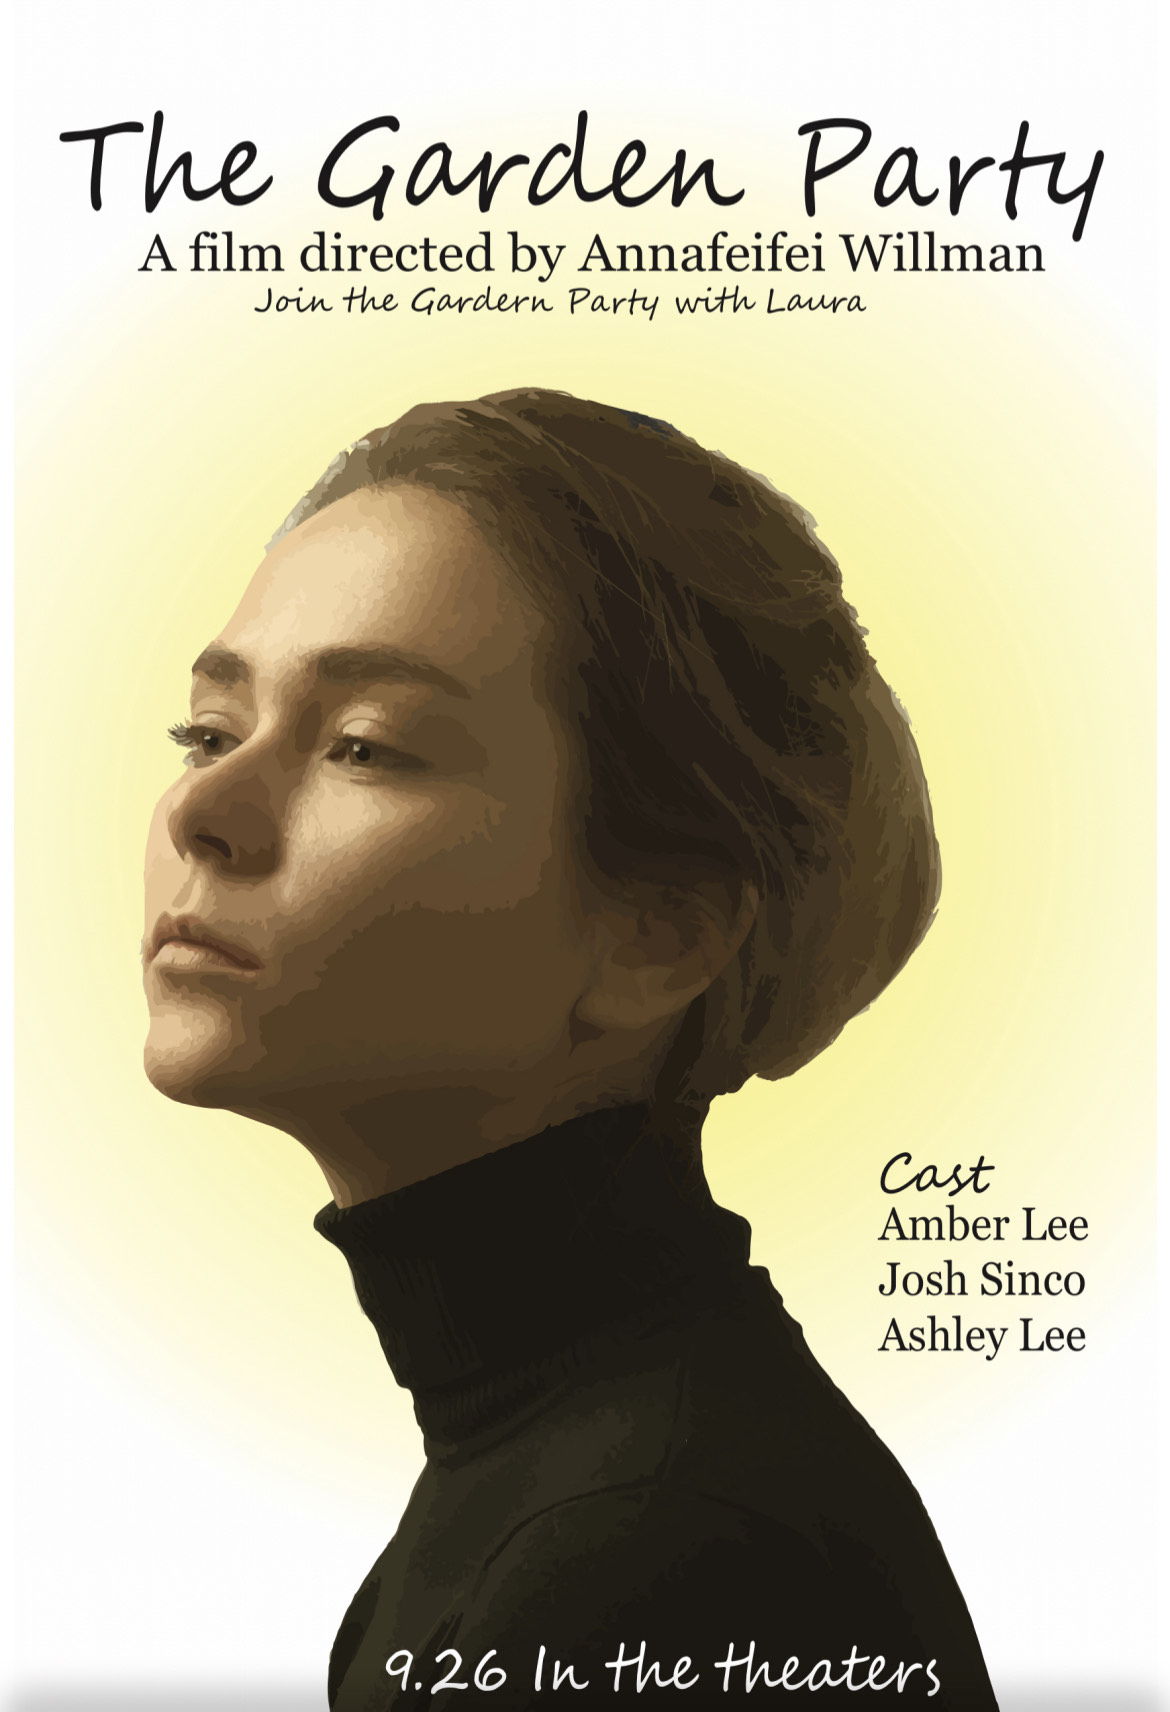 The Garden Party
A film directed by Annafeifei Willman
Join the Gardern Party with Laura
Cast
Amber Lee
Josh Sinco
Ashley Lee
9.26 In the theaters